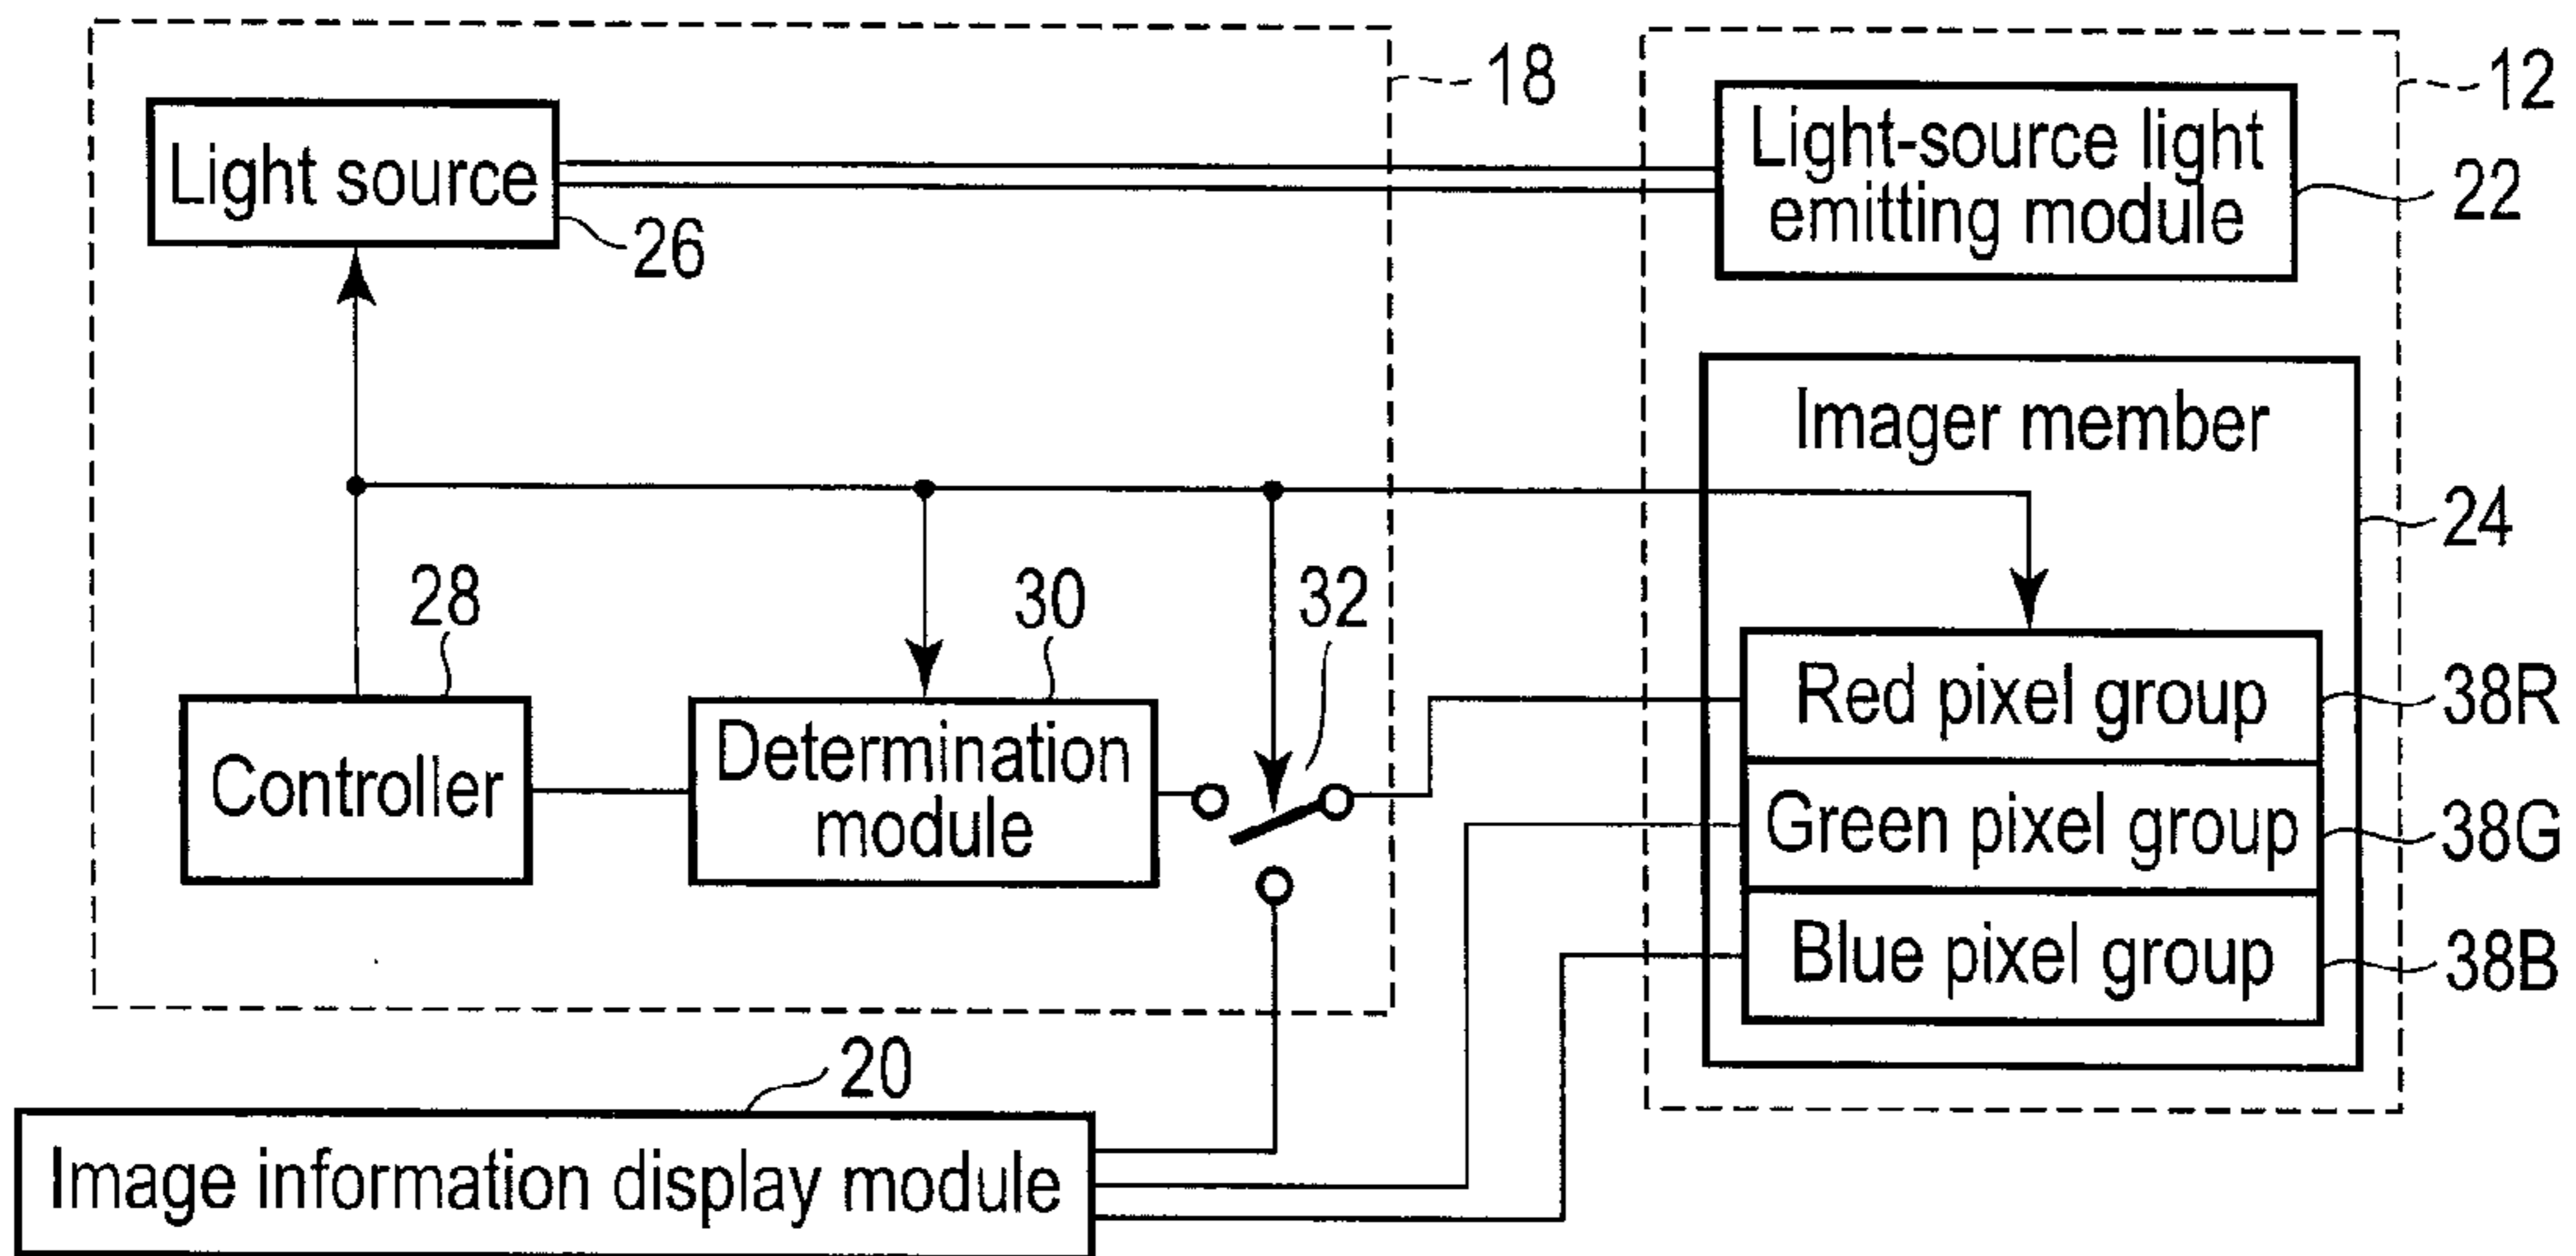 18
12
Light source
26
Light-source light
emitting module
22
Imager member
24
28
30
32
Controller
Determination
module
Red pixel group
38R
Green pixel group
38G
Blue pixel group
38B
20
Image information display module